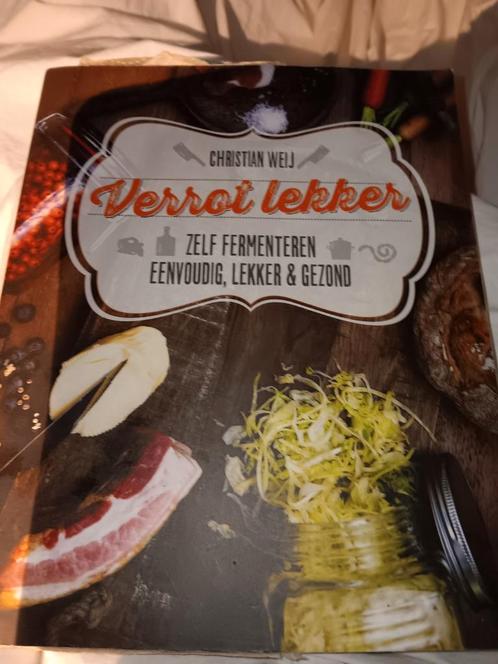 CHRISTIAN WEIJ
Verrot lekker
ZELF FERMENTEREN
EENVOUDIG, LEKKER & GEZOND